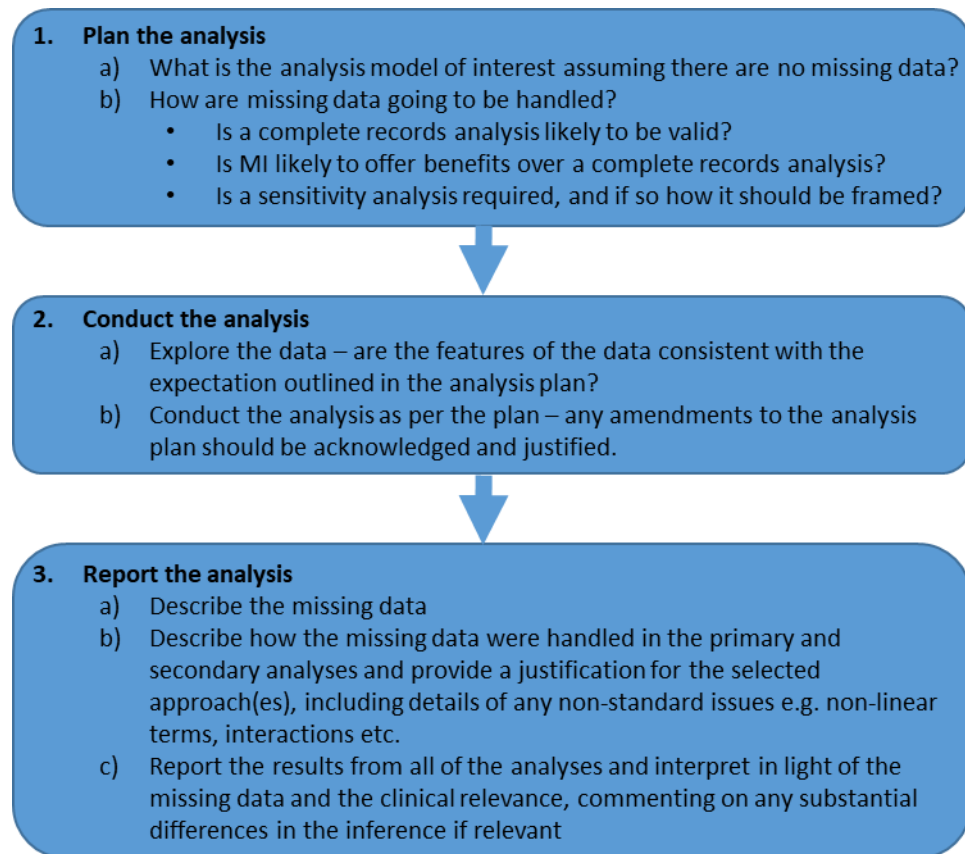 1. Plan the analysis
a) What is the analysis model of interest assuming there are no missing data?
b) How are missing data going to be handled?
• Is a complete records analysis likely to be valid?
• Is MI likely to offer benefits over a complete records analysis?
• Is a sensitivity analysis required, and if so how it should be framed?
2. Conduct the analysis
a) Explore the data – are the features of the data consistent with the
expectation outlined in the analysis plan?
b) Conduct the analysis as per the plan – any amendments to the analysis
plan should be acknowledged and justified.
3. Report the analysis
a) Describe the missing data
b) Describe how the missing data were handled in the primary and
secondary analyses and provide a justification for the selected
approach(es), including details of any non-standard issues e.g. non-linear
terms, interactions etc.
c) Report the results from all of the analyses and interpret in light of the
missing data and the clinical relevance, commenting on any substantial
differences in the inference if relevant